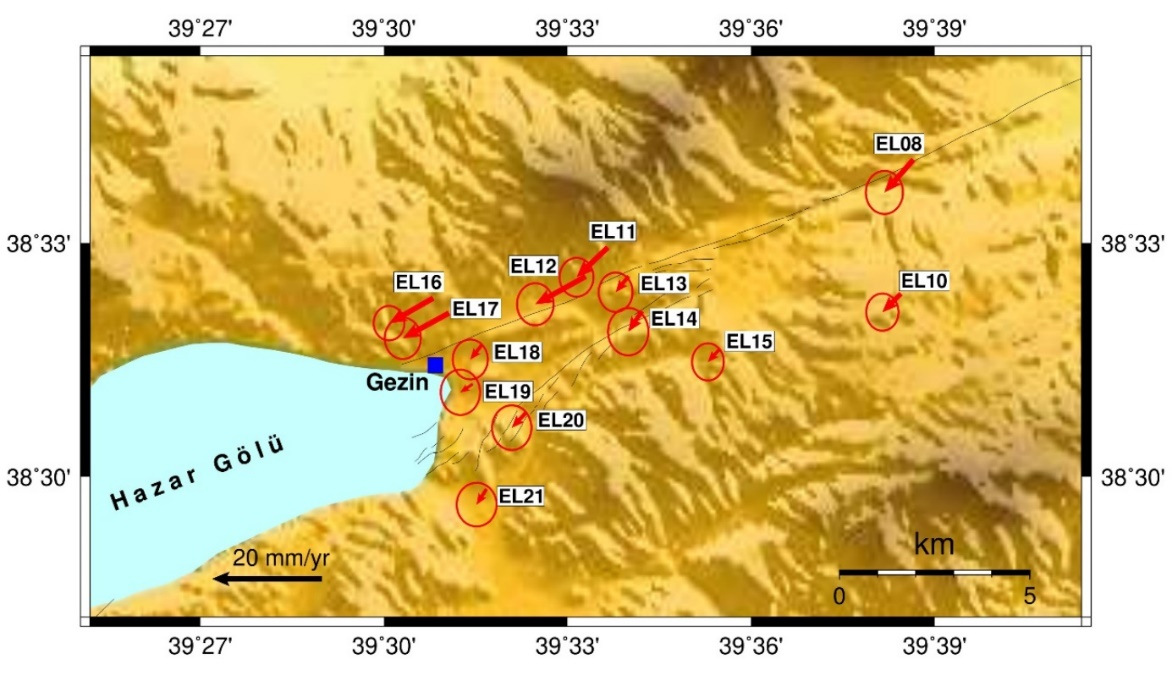 39˚27' 39˚30' 39˚33' 39˚36' 39˚39'
EL08
EL11
38˚33' 38˚33'
EL12
EL16 EL13 EL10
EL17 EL14
EL15
EL18
Gezin EL19
EL20
Hazar Gölü
38˚30' 38˚30'
EL21
20 mm/yr km
0 5
39˚27' 39˚30' 39˚33' 39˚36' 39˚39'